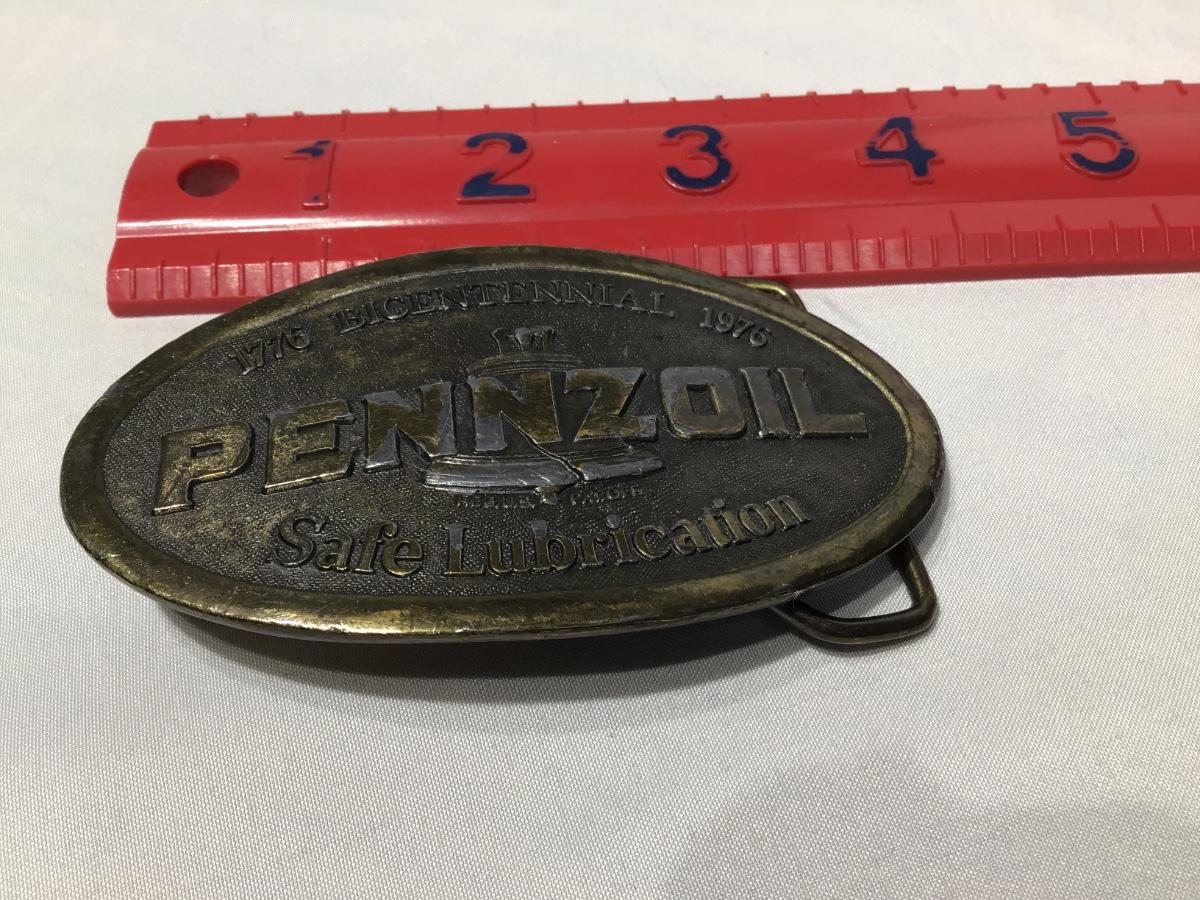 1 2 3 4 5
1776 BICENTENNIAL 1976
PENNZOIL
Safe Lubrication